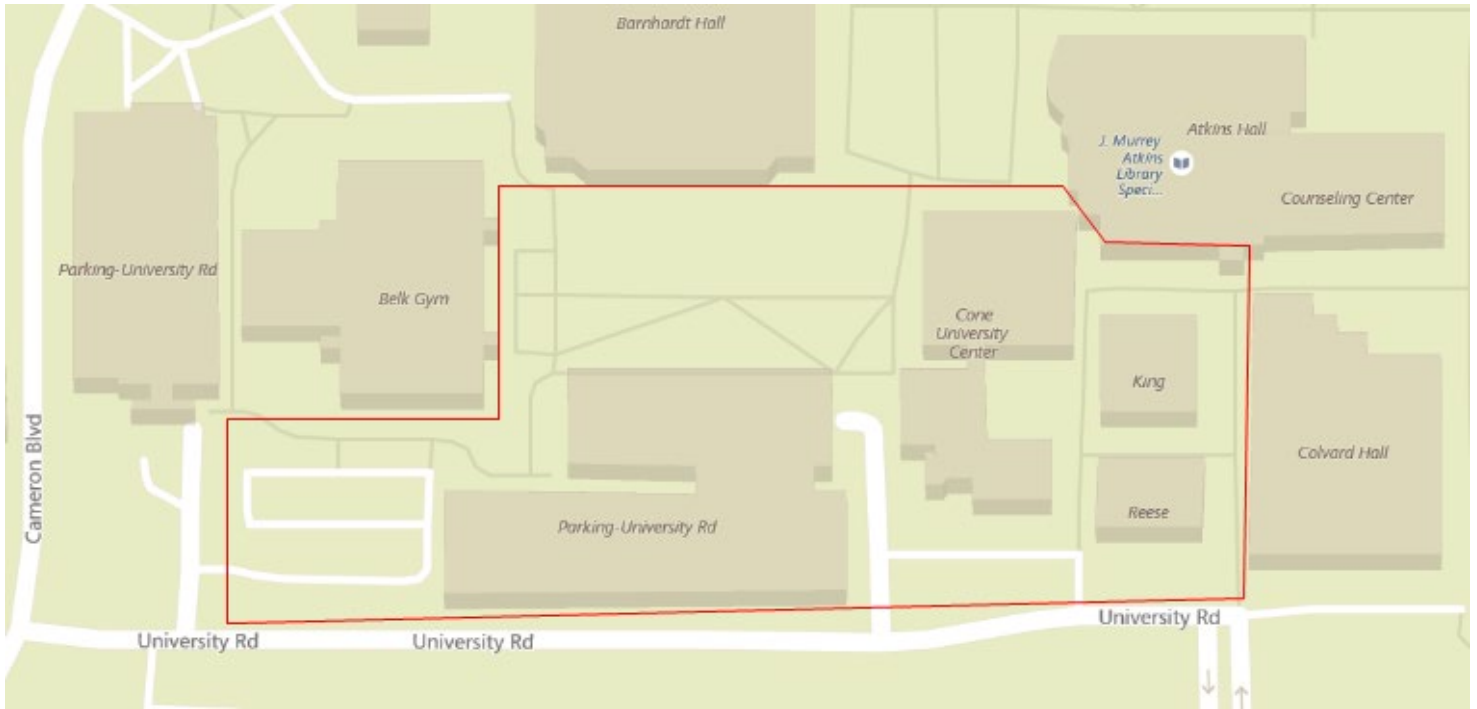 Barnhardt Hall
Atkins Hall
J. Murrey
Atkins
Library
Speci...
Counseling Center
Parking-University Rd
Belk Gym
Cone
University
Center
King
Cameron Blvd
Colvard Hall
Reese
Parking-University Rd
University Rd
University Rd
University Rd